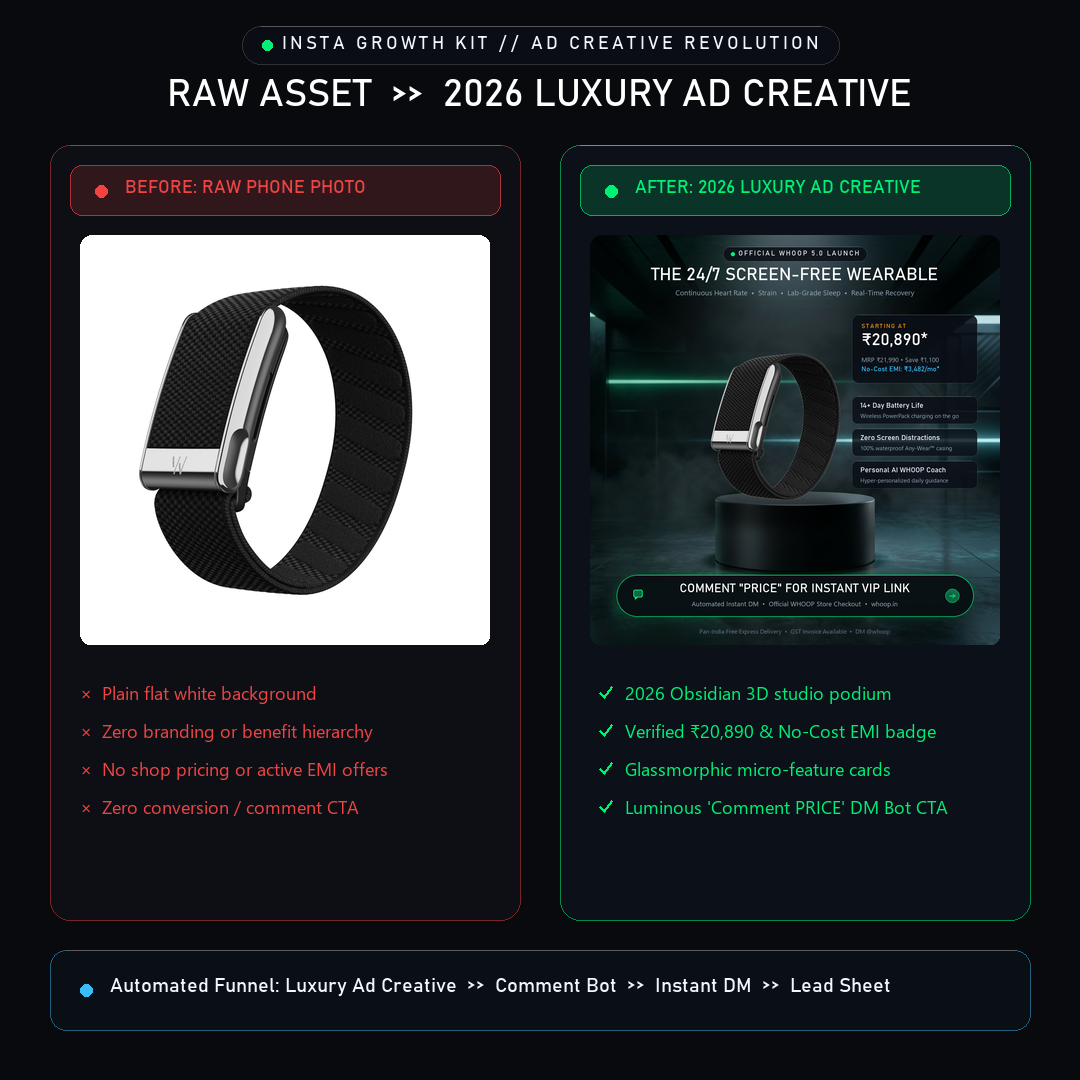 INSTA GROWTH KIT // AD CREATIVE REVOLUTION
RAW ASSET >> 2026 LUXURY AD CREATIVE
BEFORE: RAW PHONE PHOTO
W
× Plain flat white background
× Zero branding or benefit hierarchy
× No shop pricing or active EMI offers
× Zero conversion / comment CTA
AFTER: 2026 LUXURY AD CREATIVE
OFFICIAL WHOOP 5.0 LAUNCH
THE 24/7 SCREEN-FREE WEARABLE
Continuous Heart Rate • Strain • Lab-Grade Sleep • Real-Time Recovery
STARTING AT
₹20,890*
MRP ₹21,990 • Save ₹1,100
No-Cost EMI: ₹3,482/mo*
14+ Day Battery Life
Wireless PowerPack charging on the go
Zero Screen Distractions
100% waterproof Any-Wear™ casing
Personal AI WHOOP Coach
Hyper-personalized daily guidance
W
COMMENT "PRICE" FOR INSTANT VIP LINK
Automated Instant DM • Official WHOOP Store Checkout • whoop.in
Pan-India Free Express Delivery • GST Invoice Available • DM @whoop
✓ 2026 Obsidian 3D studio podium
✓ Verified ₹20,890 & No-Cost EMI badge
✓ Glassmorphic micro-feature cards
✓ Luminous 'Comment PRICE' DM Bot CTA
Automated Funnel: Luxury Ad Creative >> Comment Bot >> Instant DM >> Lead Sheet